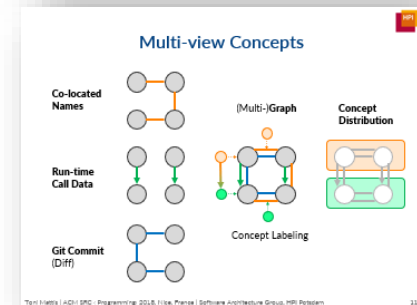 HPI
Multi-view Concepts
Co-located
Names
(Multi-)Graph
Concept
Distribution
Run-time
Call Data
Concept Labeling
Git Commit
(Diff)
Toni Mattis | ACM SRC - Programming 2018, Nice, France | Software Architecture Group, HPI Potsdam
11